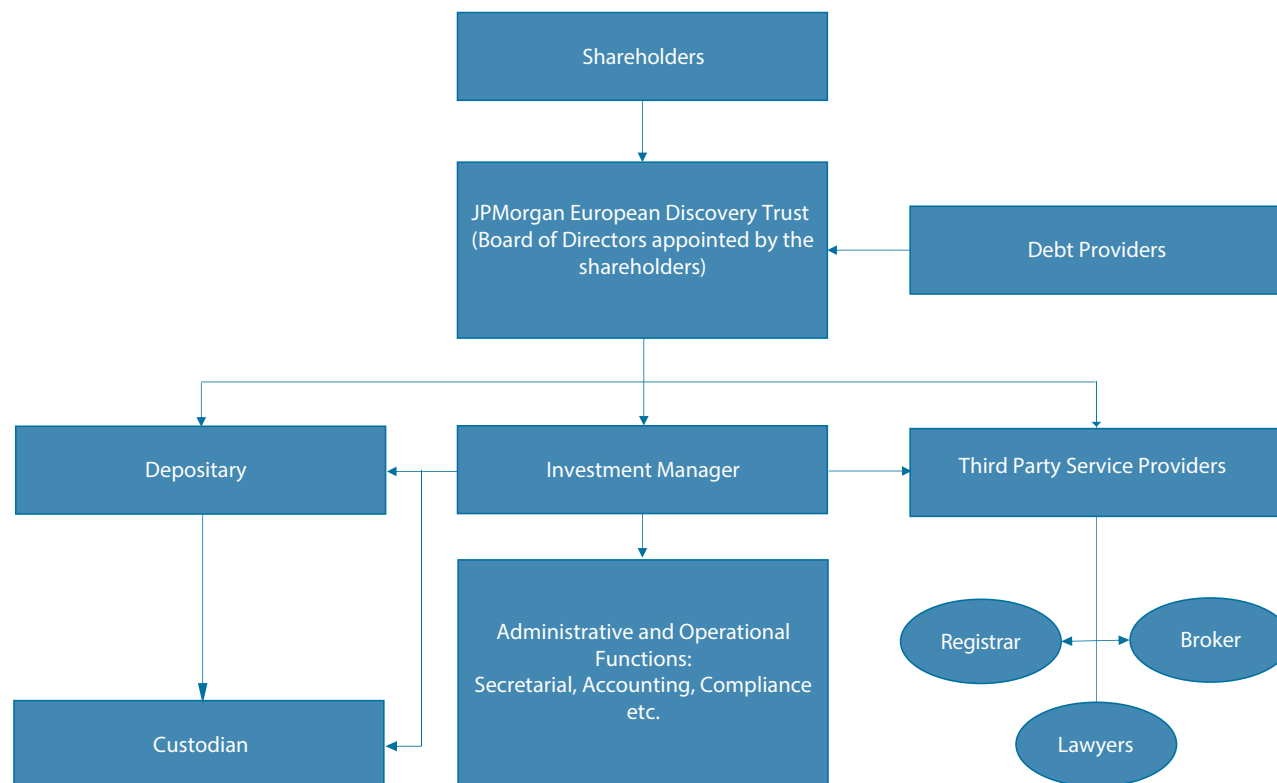 Shareholders
JPMorgan European Discovery Trust
(Board of Directors appointed by the
shareholders)
Debt Providers
Depositary
Investment Manager
Third Party Service Providers
Administrative and Operational
Functions:
Secretarial, Accounting, Compliance
etc.
Registrar
Broker
Custodian
Lawyers